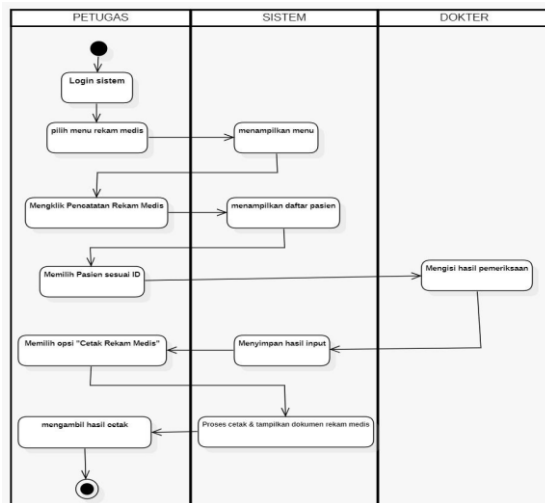 PETUGAS
SISTEM
DOKTER
Login sistem
pilih menu rekam medis
menampilkan menu
Mengklik Pencatatan Rekam Medis
menampilkan daftar pasien
Memilih Pasien sesuai ID
Mengisi hasil pemeriksaan
Memilih opsi "Cetak Rekam Medis"
Menyimpan hasil input
mengambil hasil cetak
Proses cetak & tampilkan dokumen rekam medis